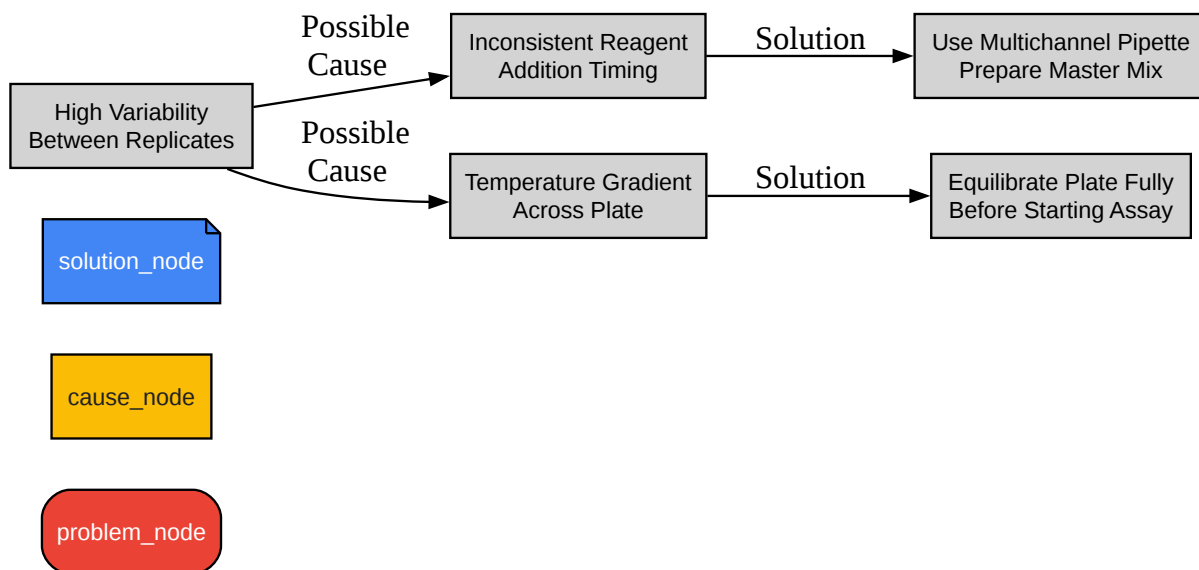 High Variability
Between Replicates
Possible
Cause
Inconsistent Reagent
Addition Timing
Solution
Use Multichannel Pipette
Prepare Master Mix
Possible
Cause
Temperature Gradient
Across Plate
Solution
Equilibrate Plate Fully
Before Starting Assay
solution_node
cause_node
problem_node